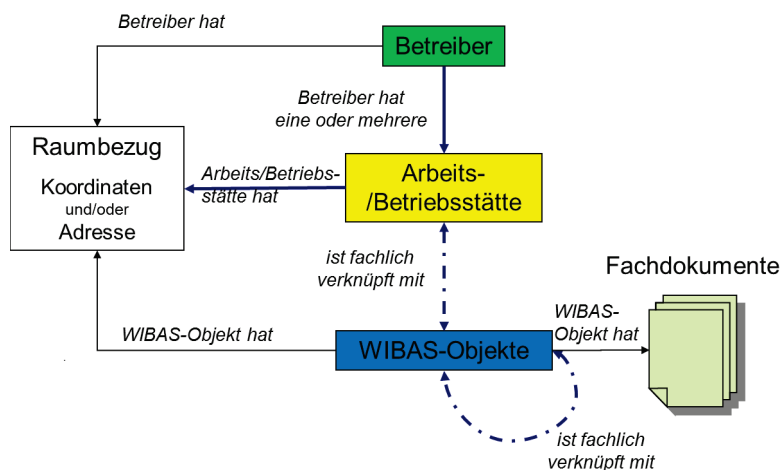 Betreiber hat
Betreiber
Betreiber hat
eine oder mehrere
Raumbezug
Koordinaten
und/oder
Adresse
Arbeits/Betriebs-
stätte hat
Arbeits-
/Betriebsstätte
ist fachlich
verknüpft mit
Fachdokumente
WIBAS-Objekt hat
WIBAS-Objekte
WIBAS-
Objekt hat
ist fachlich
verknüpft mit